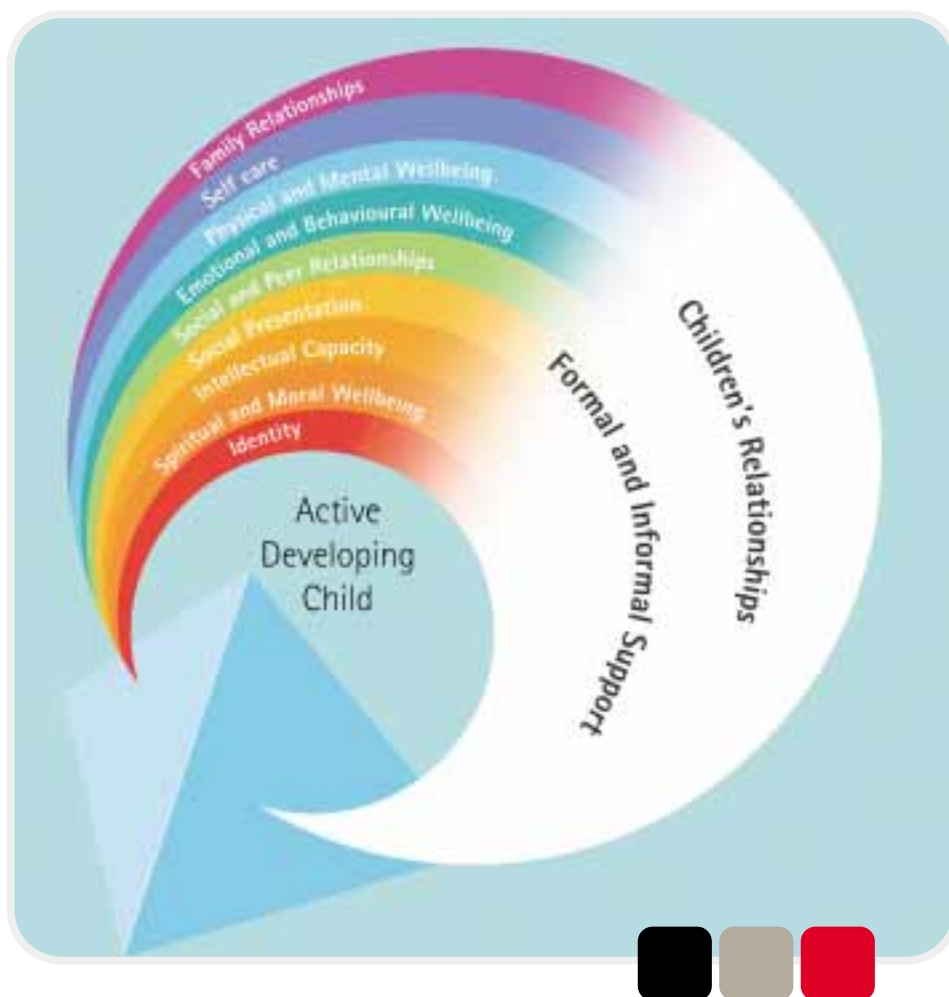 Family Relationships
Self care
Physical and Mental Wellbeing
Emotional and Behavioural Wellbeing
Social and Peer Relationships
Social Presentation
Intellectual Capacity
Spiritual and Moral Wellbeing
Identity
Active
Developing
Child
Formal and Informal Support
Children's Relationships